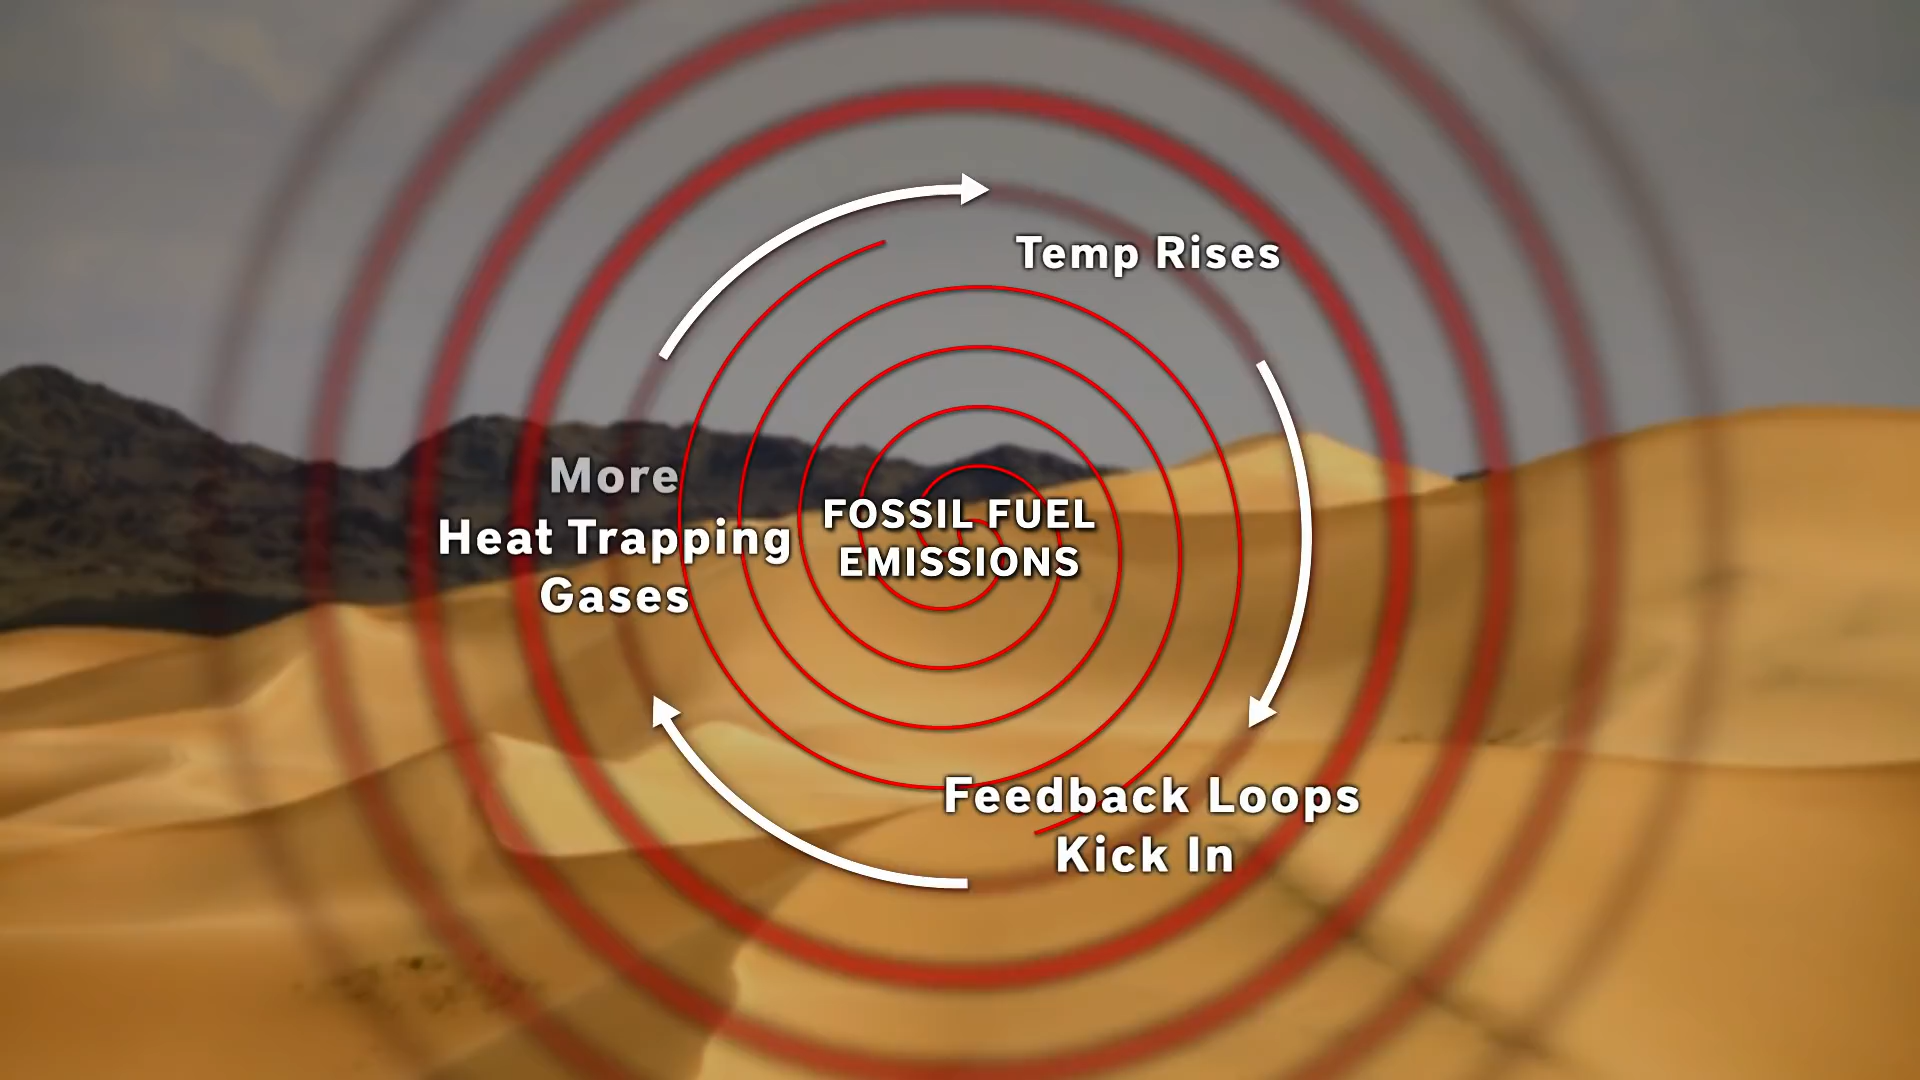 Temp Rises
More
Heat Trapping
Gases
FOSSIL FUEL
EMISSIONS
Feedback Loops
Kick In